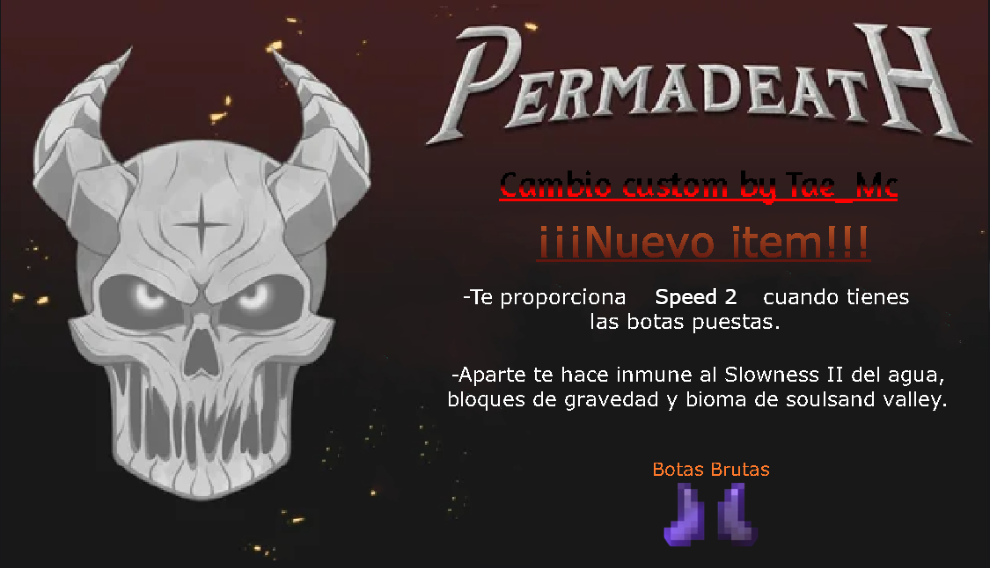 PERMADEATH
Cambio custom by Tae_Mc
¡¡¡Nuevo item!!!
-Te proporciona Speed 2 cuando tienes
las botas puestas.
-Aparte te hace inmune al Slowness II del agua,
bloques de gravedad y bioma de soulsand valley.
Botas Brutas